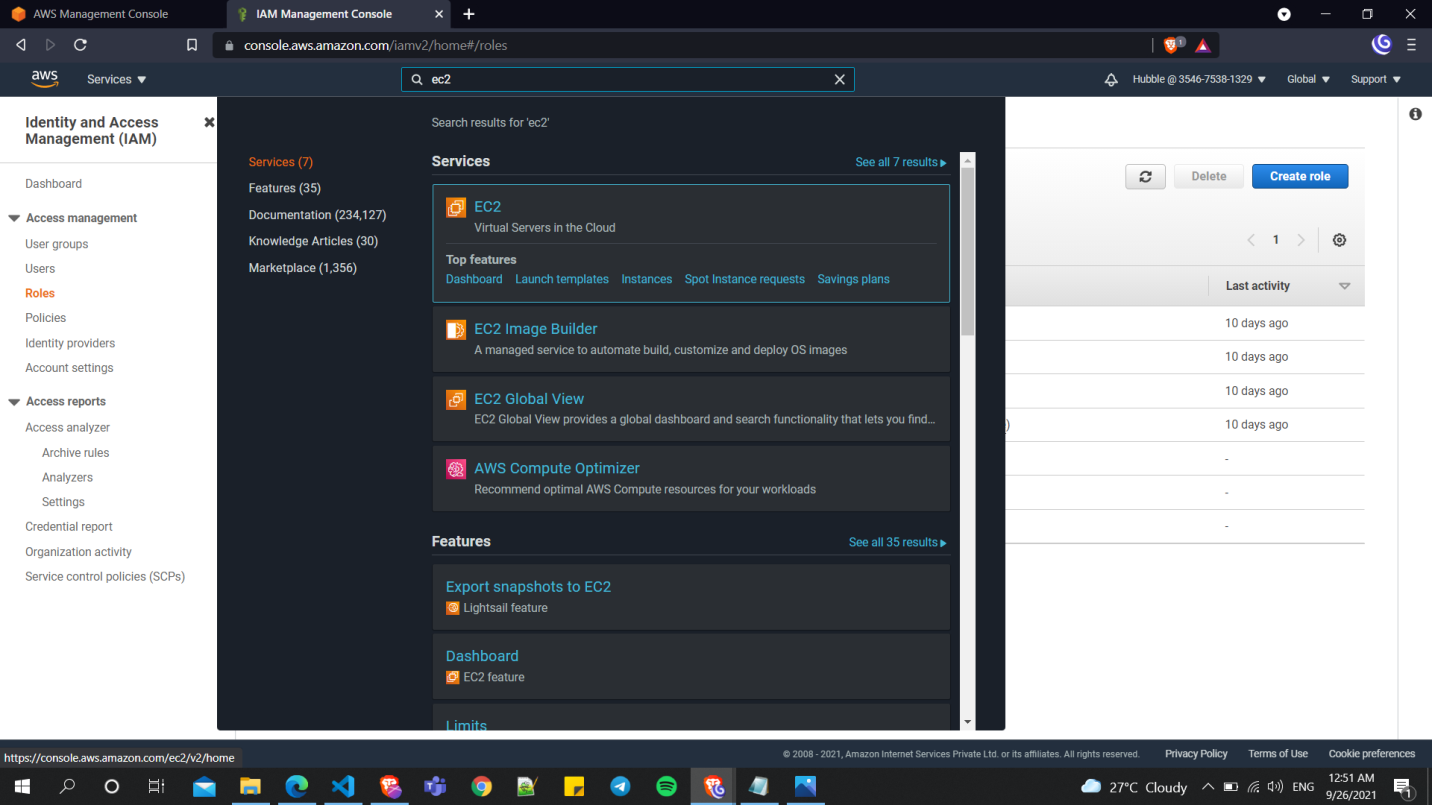 AWS Management Console
IAM Management Console
console.aws.amazon.com/iamv2/home#/roles
1
aws
Services
ec2
Hubble @ 3546-7538-1329
Global
Support
Identity and Access
Management (IAM)
Dashboard
Access management
User groups
Users
Roles
Policies
Identity providers
Account settings
Access reports
Access analyzer
Archive rules
Analyzers
Settings
Credential report
Organization activity
Service control policies (SCPs)
Search results for 'ec2'
Services (7)
Features (35)
Documentation (234,127)
Knowledge Articles (30)
Marketplace (1,356)
Services
See all 7 results
EC2
Virtual Servers in the Cloud
Top features
Dashboard Launch templates Instances Spot Instance requests Savings plans
EC2 Image Builder
A managed service to automate build, customize and deploy OS images
EC2 Global View
EC2 Global View provides a global dashboard and search functionality that lets you find...
AWS Compute Optimizer
Recommend optimal AWS Compute resources for your workloads
Features
See all 35 results
Export snapshots to EC2
Lightsail feature
Dashboard
EC2 feature
Limits
Delete
Create role
1
Last activity
10 days ago
10 days ago
10 days ago
)
10 days ago
-
-
-
https://console.aws.amazon.com/ec2/v2/home
© 2008 - 2021, Amazon Internet Services Private Ltd. or its affiliates. All rights reserved.
Privacy Policy
Terms of Use
Cookie preferences
27°C Cloudy
ENG
12:51 AM
9/26/2021
1